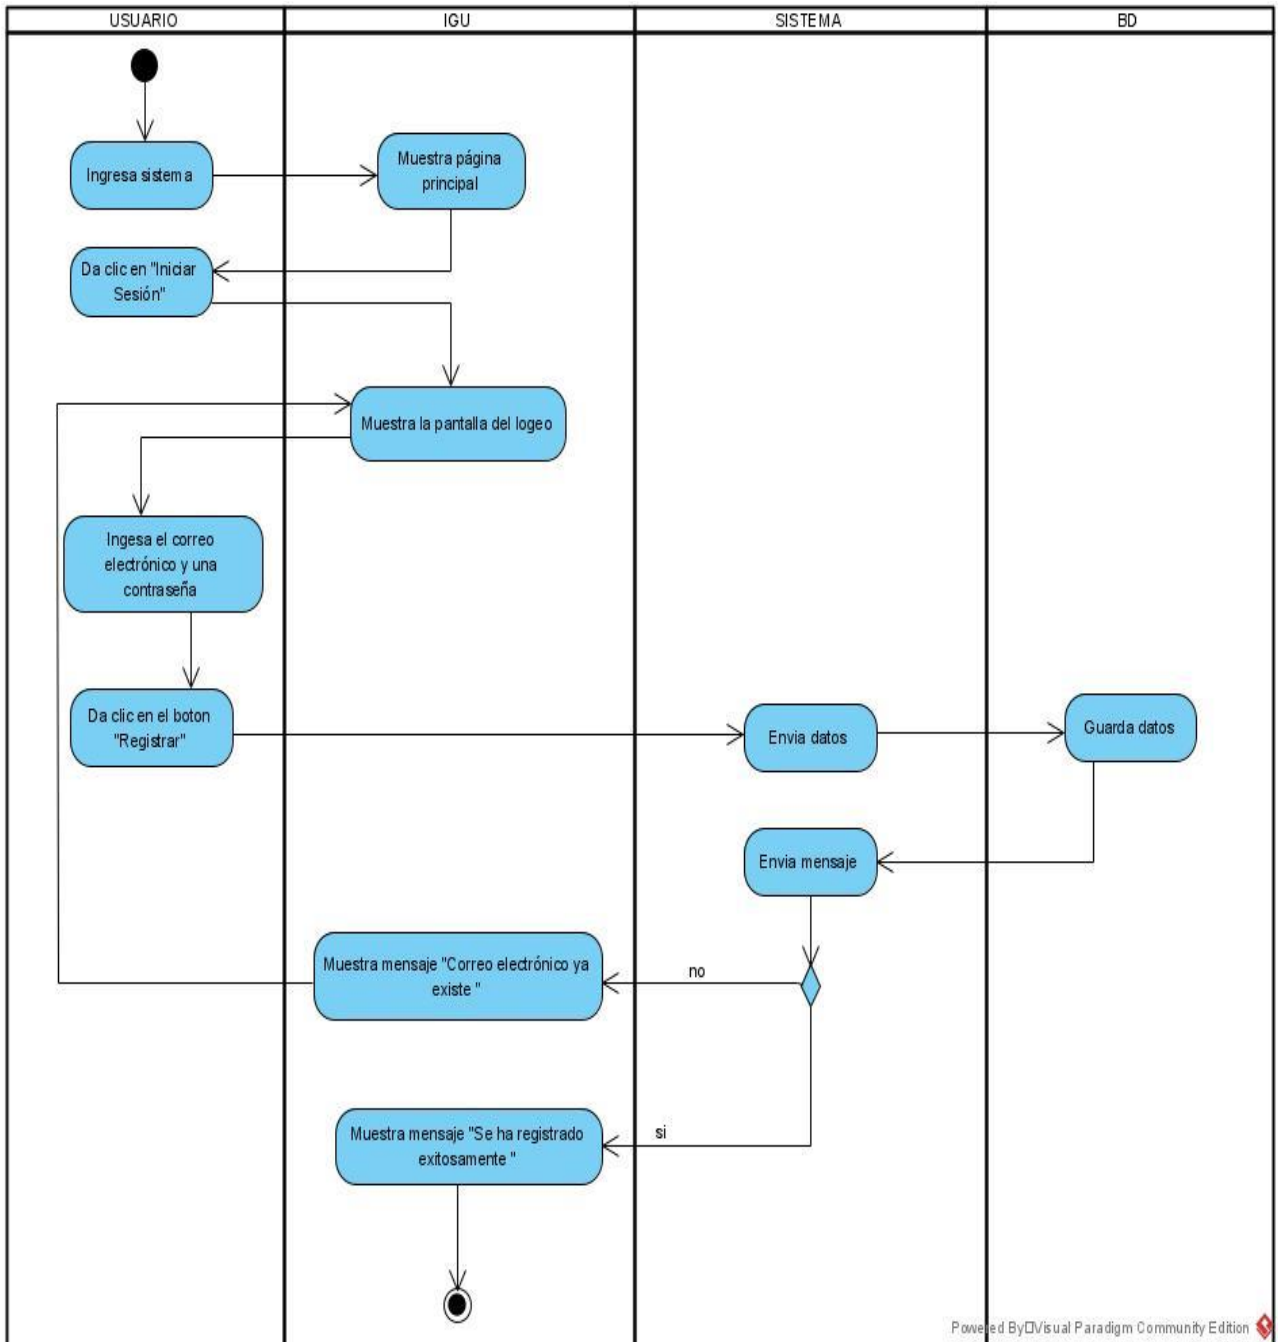 USUARIO
IGU
SISTEMA
BD
Ingresa sistema
Muestra página
principal
Da clic en "Iniciar
Sesión"
Muestra la pantalla del logeo
Ingesa el correo
electrónico y una
contraseña
Da clic en el boton
"Registrar"
Envia datos
Guarda datos
Envia mensaje
no
Muestra mensaje "Correo electrónico ya
existe "
si
Muestra mensaje "Se ha registrado
exitosamente "
Powered By□Visual Paradigm Community Edition